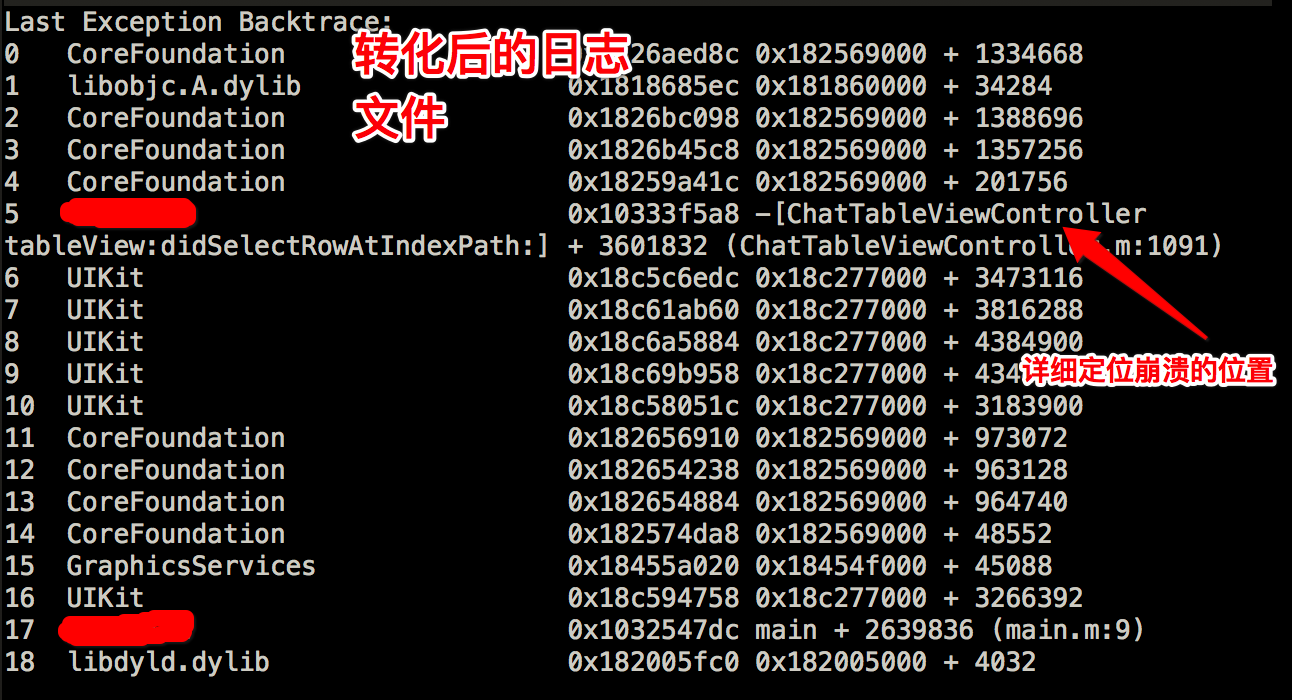 Last Exception Backtrace:
转化后的日志
文件
0 CoreFoundation 26aed8c 0x182569000 + 1334668
1 libobjc.A.dylib 0x1818685ec 0x181860000 + 34284
2 CoreFoundation 0x1826bc098 0x182569000 + 1388696
3 CoreFoundation 0x1826b45c8 0x182569000 + 1357256
4 CoreFoundation 0x18259a41c 0x182569000 + 201756
5 0x10333f5a8 -[ChatTableViewController
tableView:didSelectRowAtIndexPath:] + 3601832 (ChatTableViewController.m:1091)
6 UIKit 0x18c5c6edc 0x18c277000 + 3473116
7 UIKit 0x18c61ab60 0x18c277000 + 3816288
8 UIKit 0x18c6a5884 0x18c277000 + 4384900
9 UIKit 0x18c69b958 0x18c277000 + 434
详细定位崩溃的位置
10 UIKit 0x18c58051c 0x18c277000 + 3183900
11 CoreFoundation 0x182656910 0x182569000 + 973072
12 CoreFoundation 0x182654238 0x182569000 + 963128
13 CoreFoundation 0x182654884 0x182569000 + 964740
14 CoreFoundation 0x182574da8 0x182569000 + 48552
15 GraphicsServices 0x18455a020 0x18454f000 + 45088
16 UIKit 0x18c594758 0x18c277000 + 3266392
17 0x1032547dc main + 2639836 (main.m:9)
18 libdyld.dylib 0x182005fc0 0x182005000 + 4032